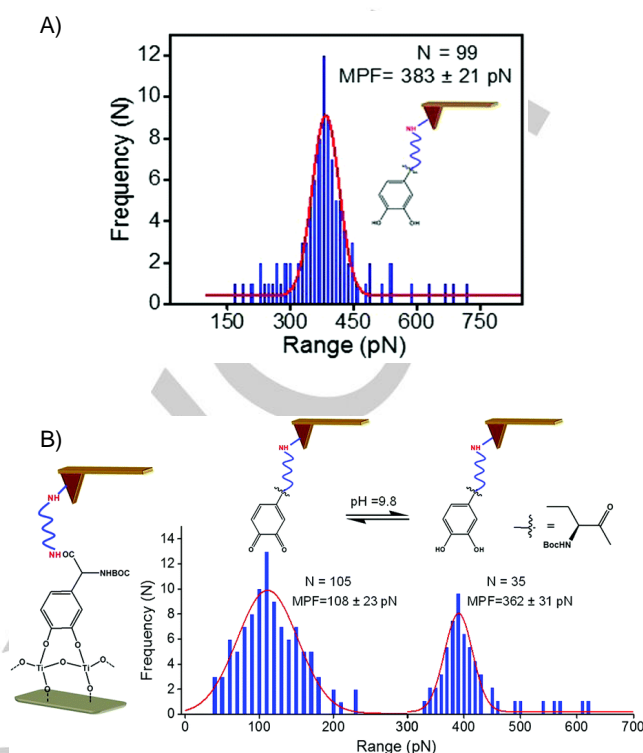 A)
N = 99
MPF= 383 ± 21 pN
NH
HO OH
Frequency (N)
12
10
8
6
4
2
0
150 300 450 600 750
Range (pN)
B)
NH
NH
OC
NHBOC
O O
O Ti O Ti O
O O
NH
O O
pH =9.8
NH
HO OH
=
O
BocHN
N = 105
MPF=108 ± 23 pN
N = 35
MPF=362 ± 31 pN
Frequency (N)
14
12
10
8
6
4
2
0
0 100 200 300 400 500 600 700
Range (pN)